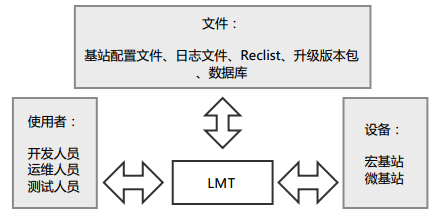 文件：
基站配置文件、日志文件、Reclist、升级版本包
、数据库
使用者：
开发人员
运维人员
测试人员
LMT
设备：
宏基站
微基站